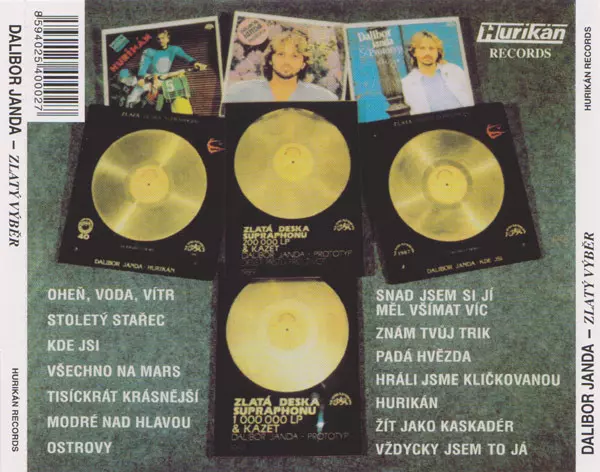 8594025400027
DALIBOR JANDA – ZLATÝ VÝBĚR
HURIKÁN RECORDS
HURIKÁN
Dalibor
Janda
Hurikán
RECORDS
ZLATÁ
ZLATÁ
40
DALIBOR JANDA - HURIKÁN
ZLATÁ DESKA
SUPRAPHONU
200 000 LP
& KAZET
DALIBOR JANDA - PROTOTYP
DALIBOR JANDA - KDE JSI
ZLATÁ DESKA
SUPRAPHONU
1 000 000 LP
& KAZET
DALIBOR JANDA - PROTOTYP
OHEŇ, VODA, VÍTR
STOLETÝ STAŘEC
KDE JSI
VŠECHNO NA MARS
TISÍCKRÁT KRÁSNĚJŠÍ
MODRÉ NAD HLAVOU
OSTROVY
SNAD JSEM SI JÍ
MĚL VŠÍMAT VÍC
ZNÁM TVŮJ TRIK
PADÁ HVĚZDA
HRÁLI JSME KLIČKOVANOU
HURIKÁN
ŽÍT JAKO KASKADÉR
VŽDYCKY JSEM TO JÁ
HURIKÁN RECORDS
DALIBOR JANDA – ZLATÝ VÝBĚR